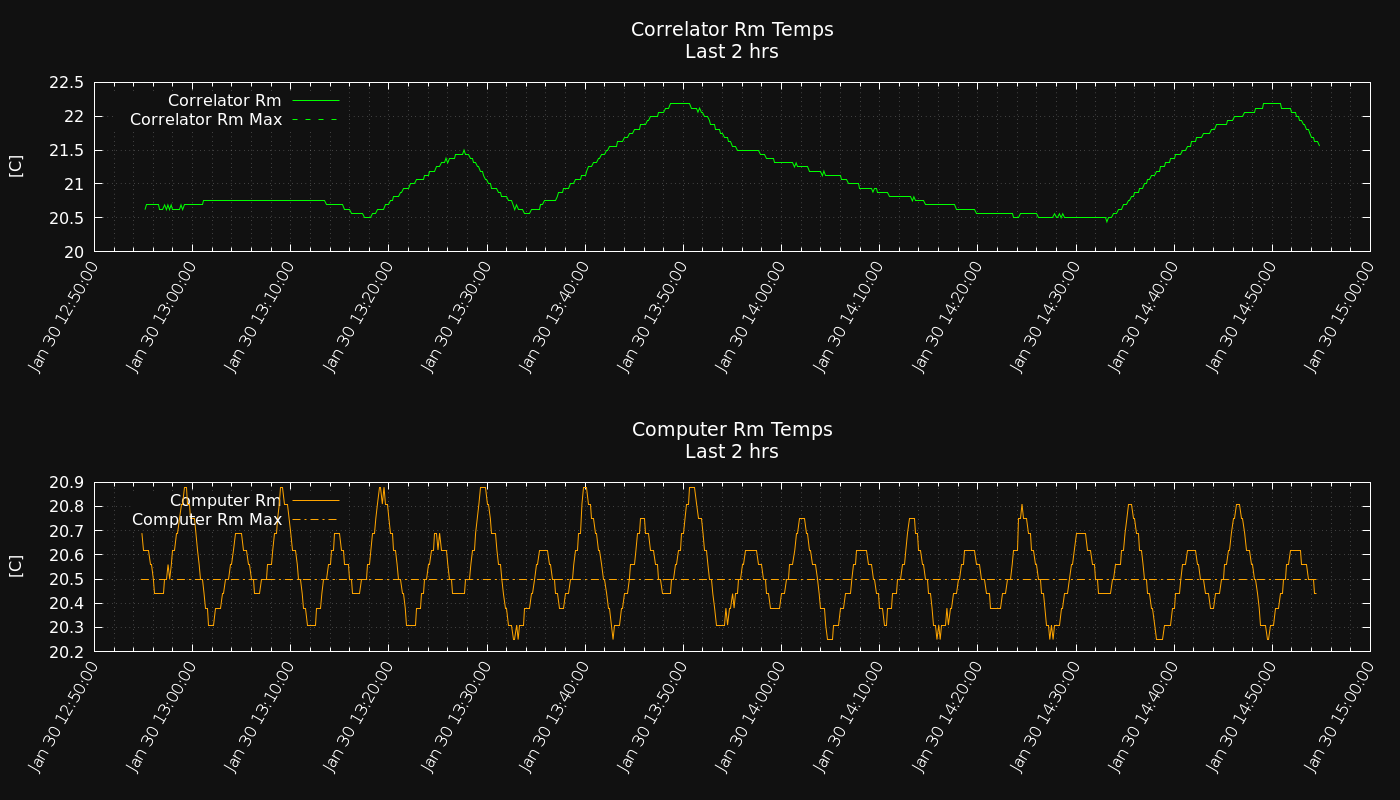 Correlator Rm Temps
Last 2 hrs
22.5
22
21.5
21
20.5
20
[C]
Correlator Rm
Correlator Rm Max
Jan 30 12:50:00
Jan 30 13:00:00
Jan 30 13:10:00
Jan 30 13:20:00
Jan 30 13:30:00
Jan 30 13:40:00
Jan 30 13:50:00
Jan 30 14:00:00
Jan 30 14:10:00
Jan 30 14:20:00
Jan 30 14:30:00
Jan 30 14:40:00
Jan 30 14:50:00
Jan 30 15:00:00
Computer Rm Temps
Last 2 hrs
20.9
20.8
20.7
20.6
20.5
20.4
20.3
20.2
[C]
Computer Rm
Computer Rm Max
Jan 30 12:50:00
Jan 30 13:00:00
Jan 30 13:10:00
Jan 30 13:20:00
Jan 30 13:30:00
Jan 30 13:40:00
Jan 30 13:50:00
Jan 30 14:00:00
Jan 30 14:10:00
Jan 30 14:20:00
Jan 30 14:30:00
Jan 30 14:40:00
Jan 30 14:50:00
Jan 30 15:00:00